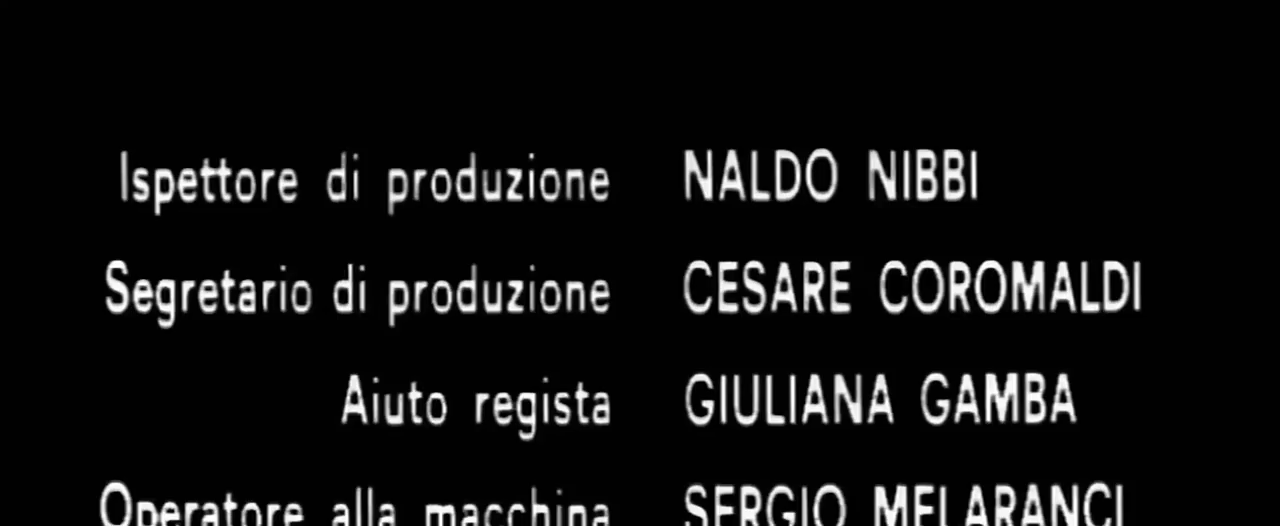 Ispettore di produzione NALDO NIBBI
Segretario di produzione CESARE COROMALDI
Aiuto regista GIULIANA GAMBA
Operatore alla macchina SERGIO MELARANCI